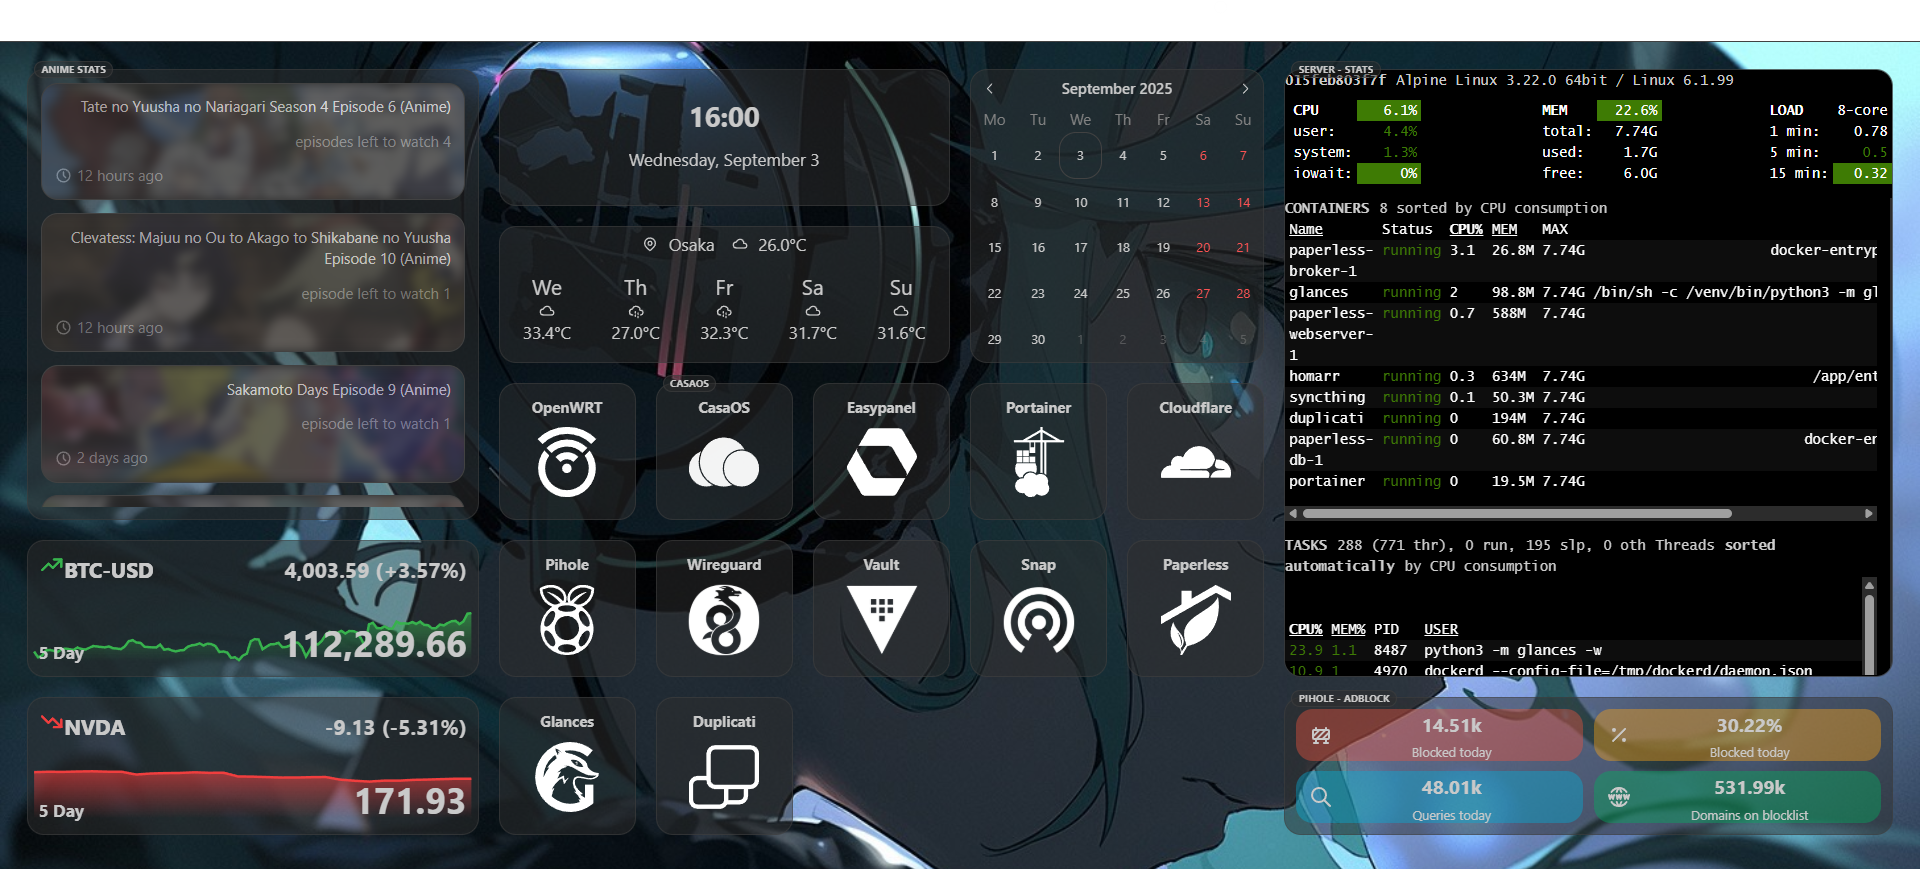 ANIME STATS
Tate no Yuusha no Nariagari Season 4 Episode 6 (Anime)
episodes left to watch 4
12 hours ago
Clevatess: Majuu no Ou to Akago to Shikabane no Yuusha
Episode 10 (Anime)
episode left to watch 1
12 hours ago
Sakamoto Days Episode 9 (Anime)
episode left to watch 1
2 days ago
BTC-USD 4,003.59 (+3.57%)
5 Day 112,289.66
NVDA -9.13 (-5.31%)
5 Day 171.93
16:00
Wednesday, September 3
Osaka 26.0°C
We Th Fr Sa Su
33.4°C 27.0°C 32.3°C 31.7°C 31.6°C
September 2025
Mo Tu We Th Fr Sa Su
1 2 3 4 5 6 7
8 9 10 11 12 13 14
15 16 17 18 19 20 21
22 23 24 25 26 27 28
29 30 1 2 3 4 5
CASAOS
OpenWRT CasaOS Easypanel Portainer Cloudflare
Pihole Wireguard Vault Snap Paperless
Glances Duplicati
SERVER - STATS
015feb803f7f Alpine Linux 3.22.0 64bit / Linux 6.1.99
CPU 6.1% MEM 22.6% LOAD 8-core
user: 4.4% total: 7.74G 1 min: 0.78
system: 1.3% used: 1.7G 5 min: 0.5
iowait: 0% free: 6.0G 15 min: 0.32
CONTAINERS 8 sorted by CPU consumption
Name Status CPU% MEM MAX
paperless- running 3.1 26.8M 7.74G docker-entryp
broker-1
glances running 2 98.8M 7.74G /bin/sh -c /venv/bin/python3 -m gl
paperless- running 0.7 588M 7.74G
webserver-
1
homarr running 0.3 634M 7.74G /app/ent
syncthing running 0.1 50.3M 7.74G
duplicati running 0 194M 7.74G
paperless- running 0 60.8M 7.74G docker-en
db-1
portainer running 0 19.5M 7.74G
TASKS 288 (771 thr), 0 run, 195 slp, 0 oth Threads sorted
automatically by CPU consumption
CPU% MEM% PID USER
23.9 1.1 8487 python3 -m glances -w
10.9 1 4970 dockerd --config-file=/tmp/dockerd/daemon.json
PIHOLE - ADBLOCK
14.51k
Blocked today
30.22%
Blocked today
48.01k
Queries today
531.99k
Domains on blocklist